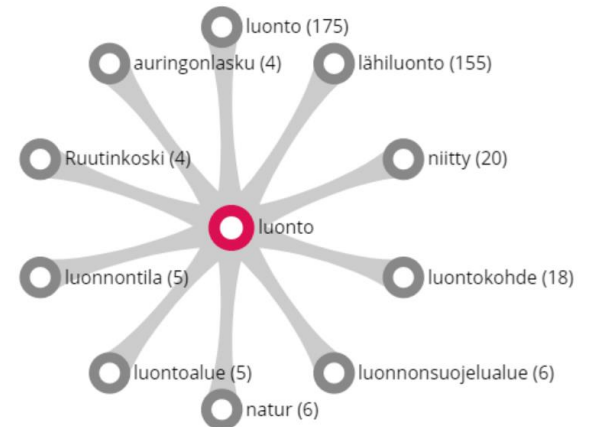 luonto (175)
auringonlasku (4)
lähiluonto (155)
Ruutinkoski (4)
niitty (20)
luonto
luonnontila (5)
luontokohde (18)
luontoalue (5)
luonnonsuojelualue (6)
natur (6)